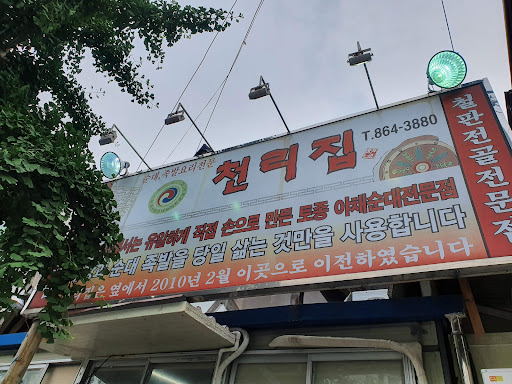 순대, 족발요리전문
천리집
T.864-3880
서는 유일하게 직접 손으로 만든 토종 야채순대전문점
순대 족발을 당일 삶는 것만을 사용합니다
옆에서 2010년 2월 이곳으로 이전하였습니다
철판전골전문점